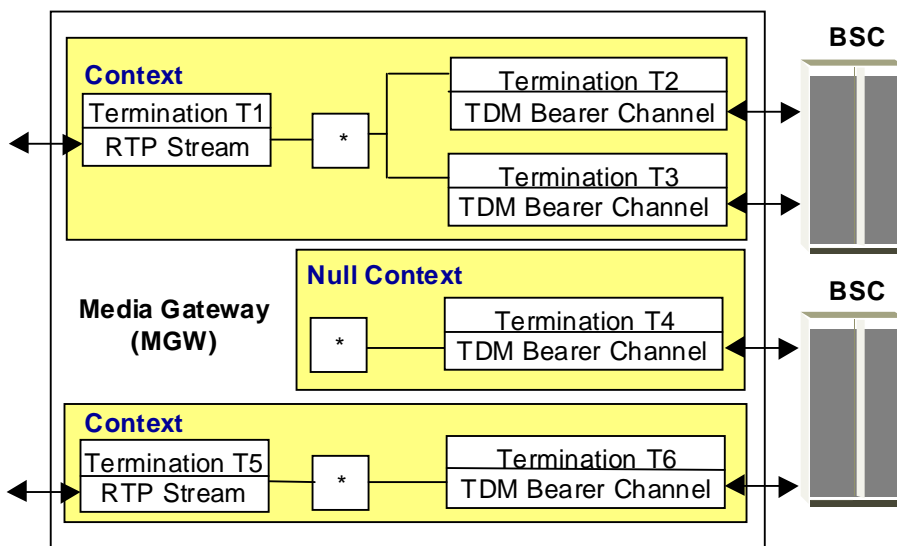 BSC
Context
Termination T1
RTP Stream
*
Termination T2
TDM Bearer Channel
Termination T3
TDM Bearer Channel
Null Context
BSC
Media Gateway
(MGW)
*
Termination T4
TDM Bearer Channel
Context
Termination T5
RTP Stream
*
Termination T6
TDM Bearer Channel